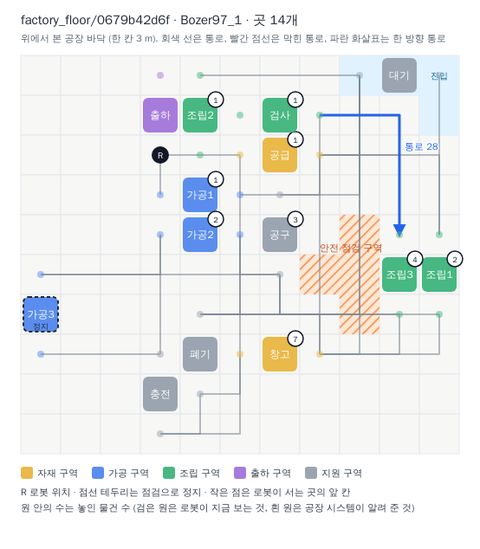 factory_floor/0679b42d6f · Bozer97_1 · 곳 14개
위에서 본 공장 바닥 (한 칸 3 m). 회색 선은 통로, 빨간 점선은 막힌 통로, 파란 화살표는 한 방향 통로
대기
전립
1
1
출하
조립2
검사
1
통로 28
R
공급
1
가공1
2
3
가공2
공구
안전 점검 구역
4
2
조립3
조립1
가공3
정지
7
폐기
창고
충전
자재 구역
가공 구역
조립 구역
출하 구역
지원 구역
R 로봇 위치 · 점선 테두리는 점검으로 정지 · 작은 점은 로봇이 서는 곳의 앞 칸
원 안의 수는 놓인 물건 수 (검은 원은 로봇이 지금 보는 것, 흰 원은 공장 시스템이 알려 준 것)